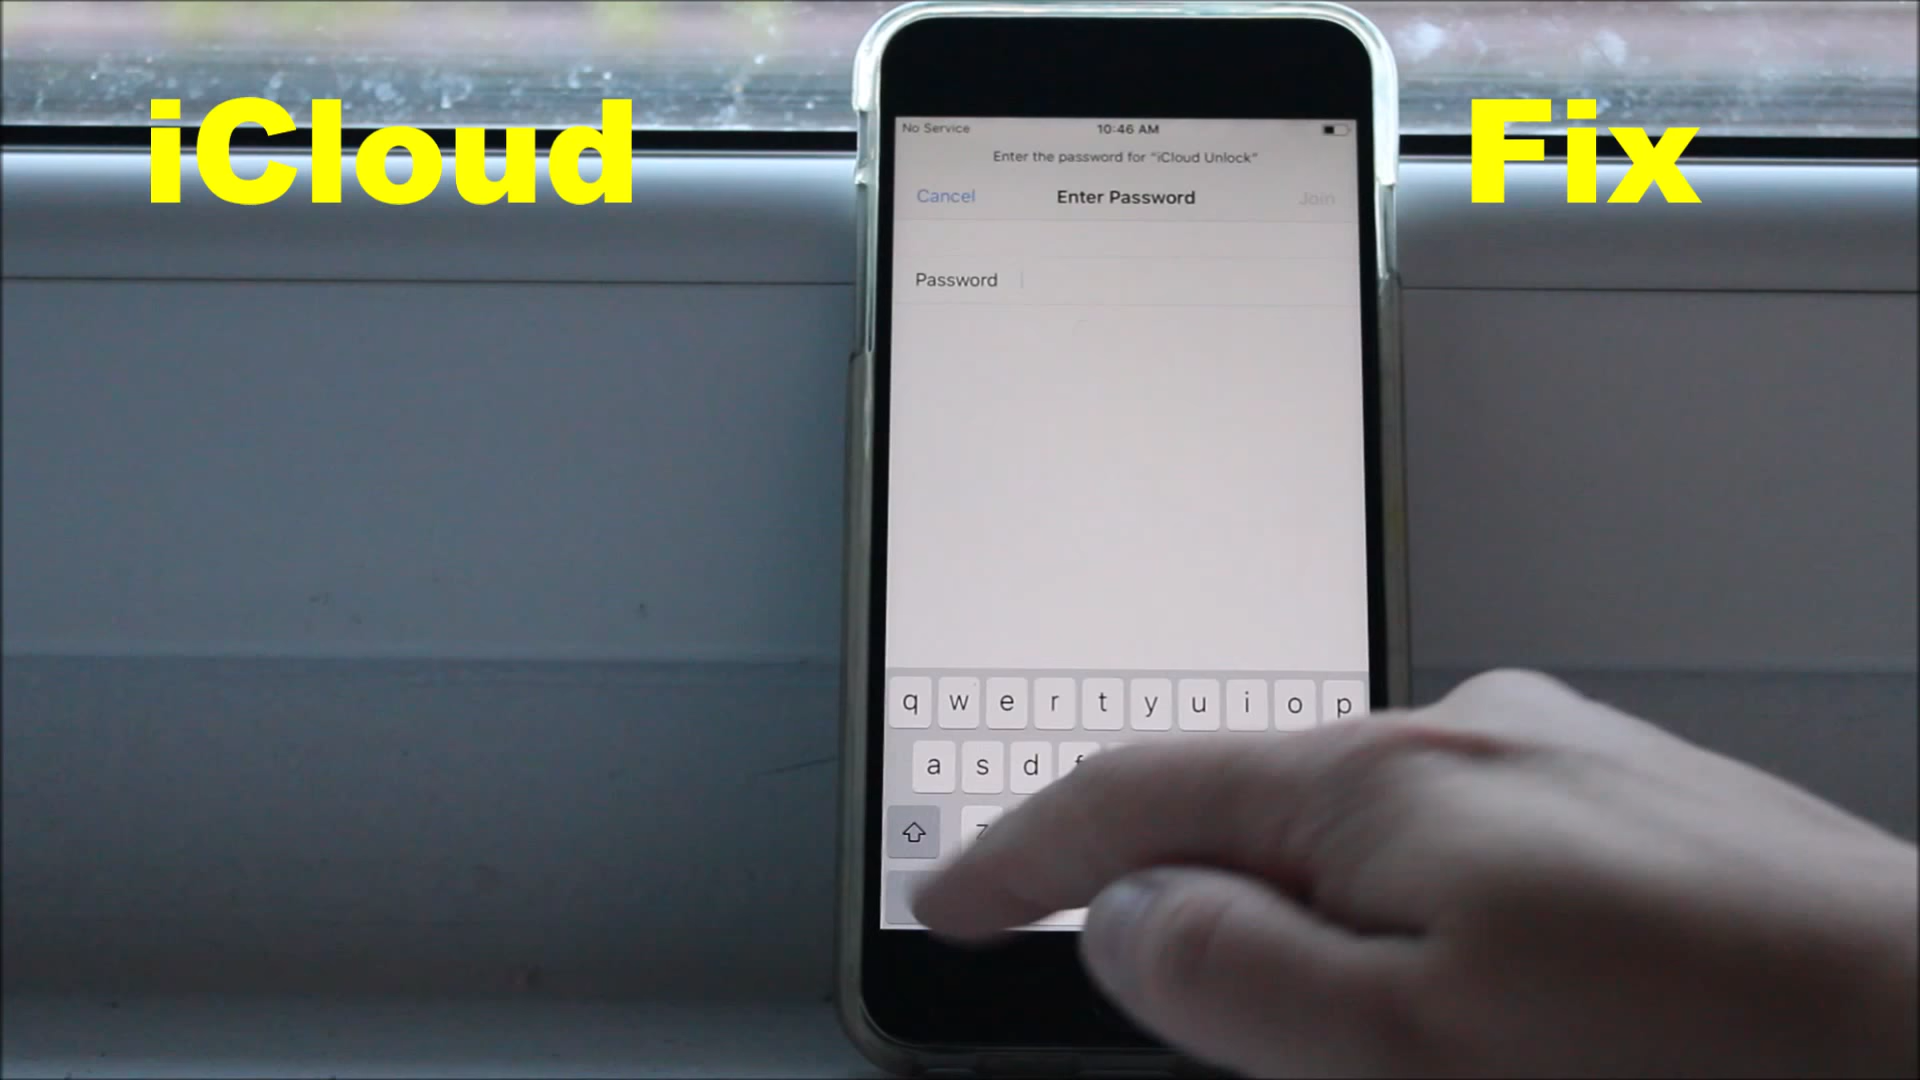 iCloud Fix
No Service 10:46 AM
Enter the password for “iCloud Unlock”
Cancel Enter Password Join
Password
q w e r t y u i o p
a s d f
z